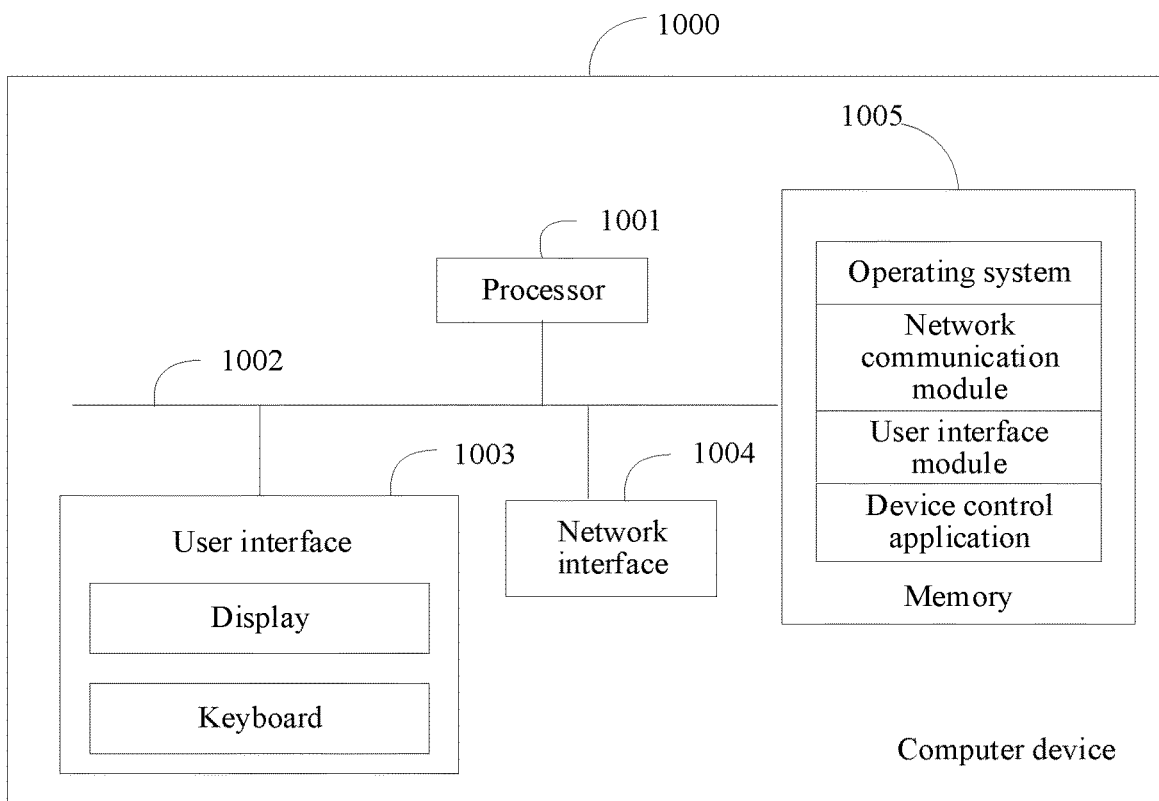 1000
1005
1001
Processor
Operating system
Network
communication
module
User interface
module
Device control
application
Memory
1002
1003
User interface
Display
Keyboard
1004
Network
interface
Computer device